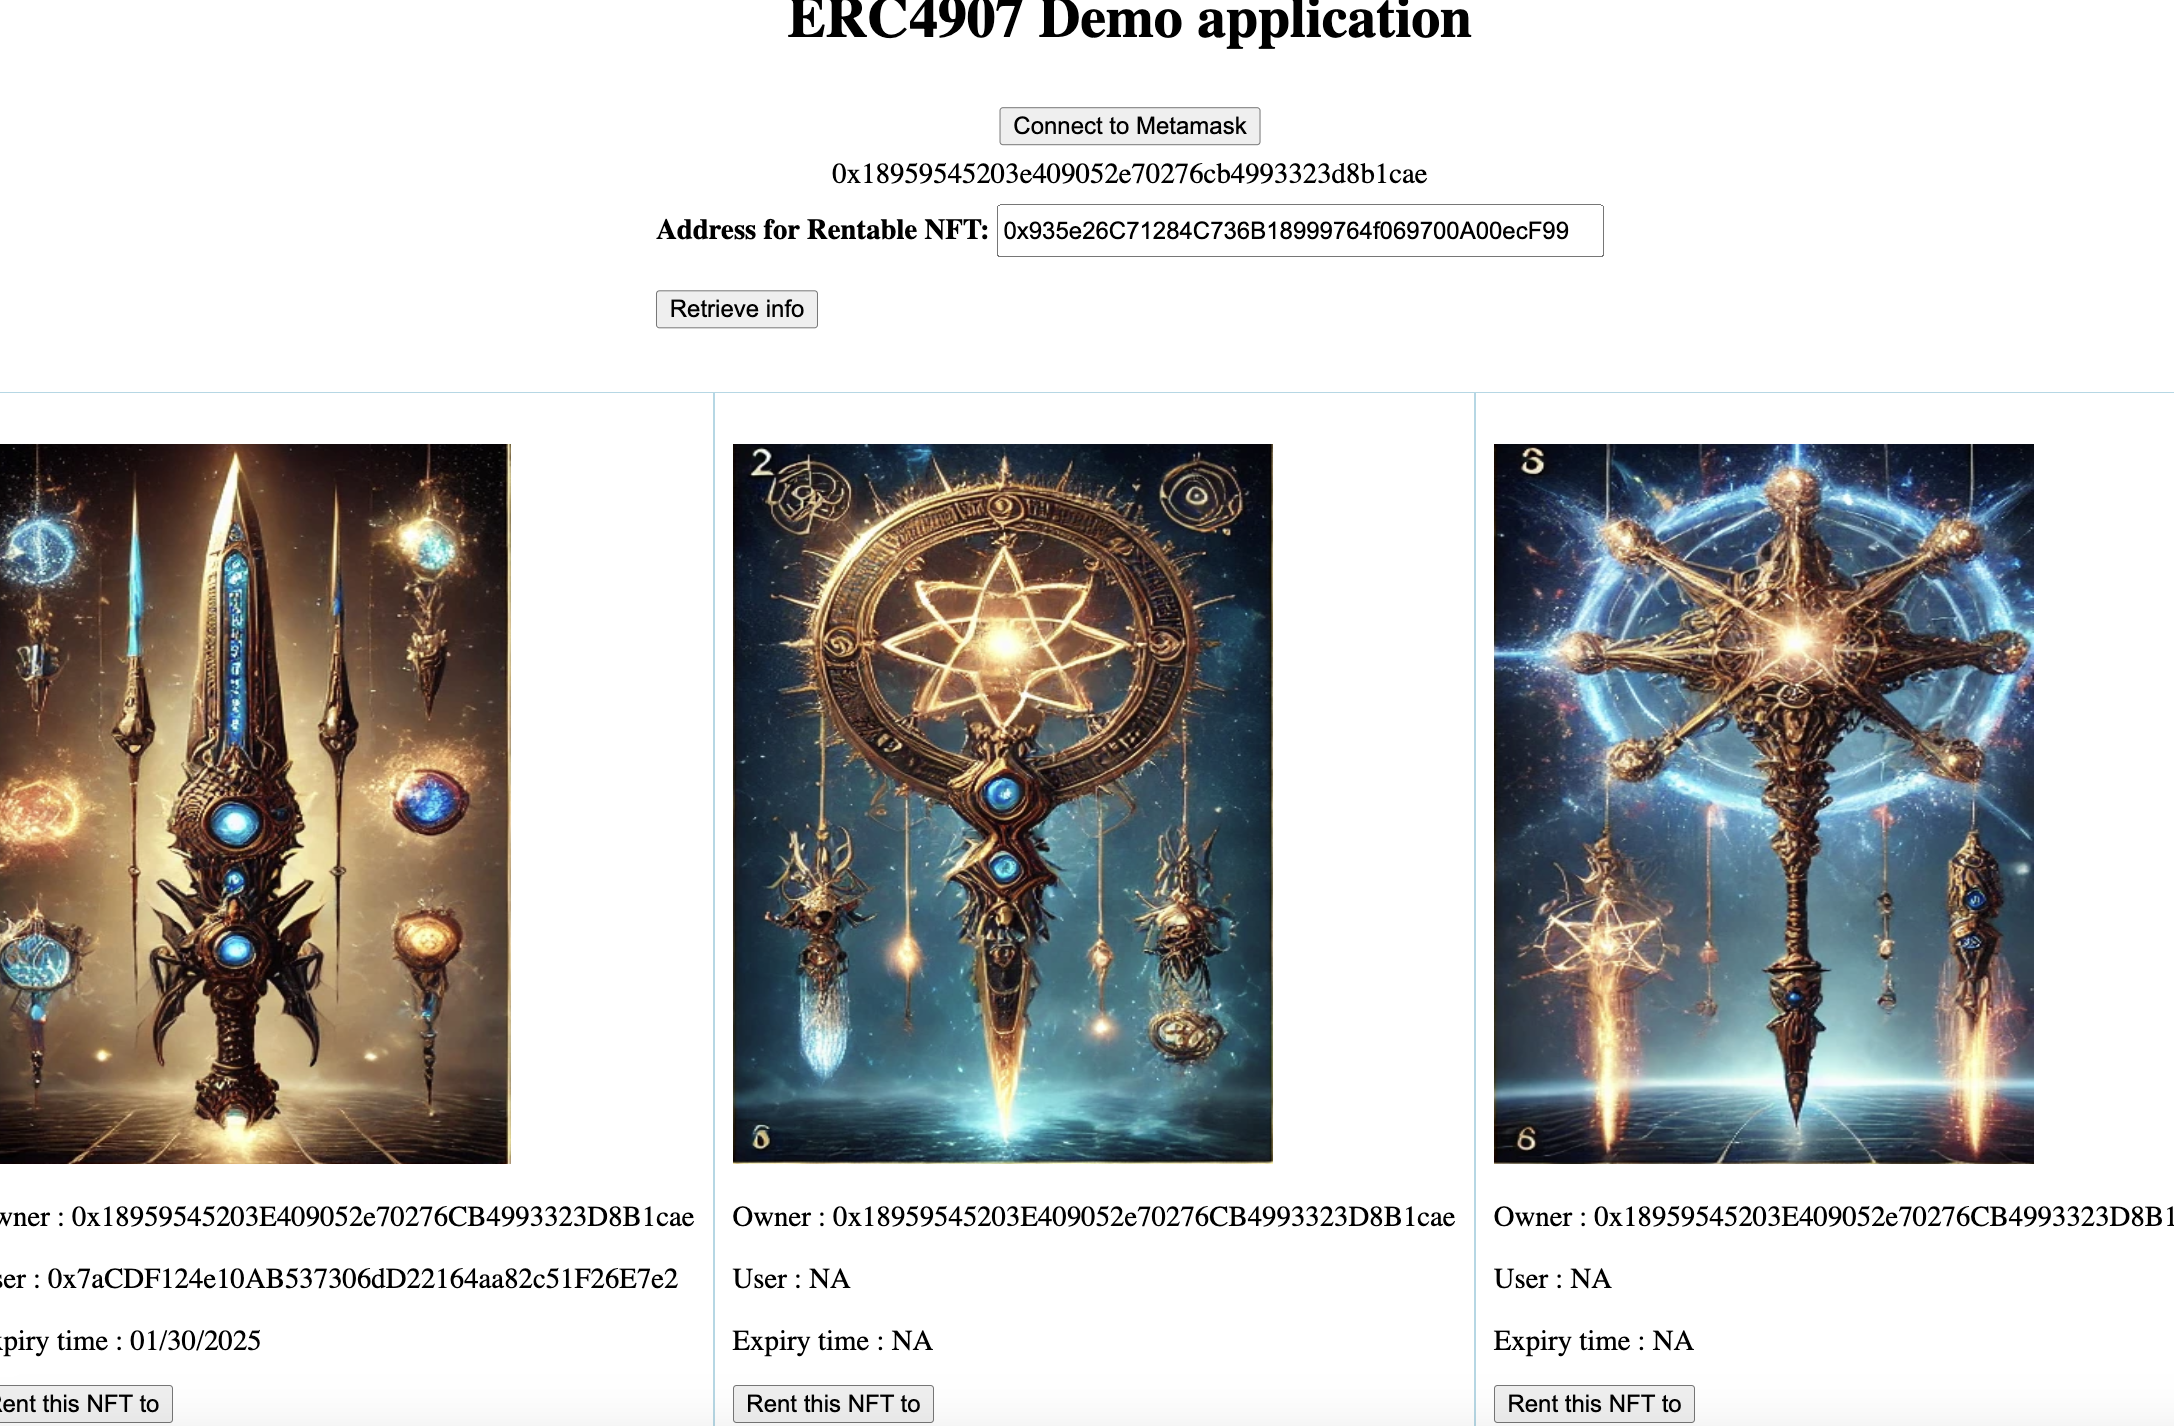 ERC4907 Demo application
Connect to Metamask
0x18959545203e409052e70276cb4993323d8b1cae
Address for Rentable NFT: 0x935e26C71284C736B18999764f069700A00ecF99
Retrieve info
2
6
6
wner : 0x18959545203E409052e70276CB4993323D8B1cae
ser : 0x7aCDF124e10AB537306dD22164aa82c51F26E7e2
piry time : 01/30/2025
ent this NFT to
Owner : 0x18959545203E409052e70276CB4993323D8B1cae
User : NA
Expiry time : NA
Rent this NFT to
Owner : 0x18959545203E409052e70276CB4993323D8B1
User : NA
Expiry time : NA
Rent this NFT to